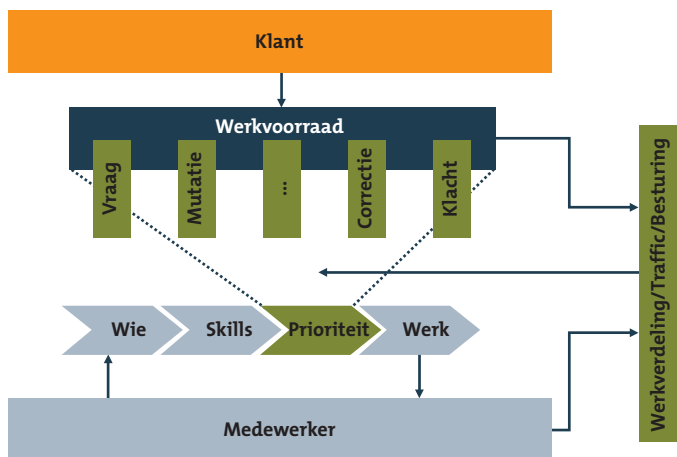 Klant
Werkvoorraad
Vraag
Mutatie
...
Correctie
Klacht
Werkverdeling/Traffic/Besturing
Wie
Skills
Prioriteit
Werk
Medewerker